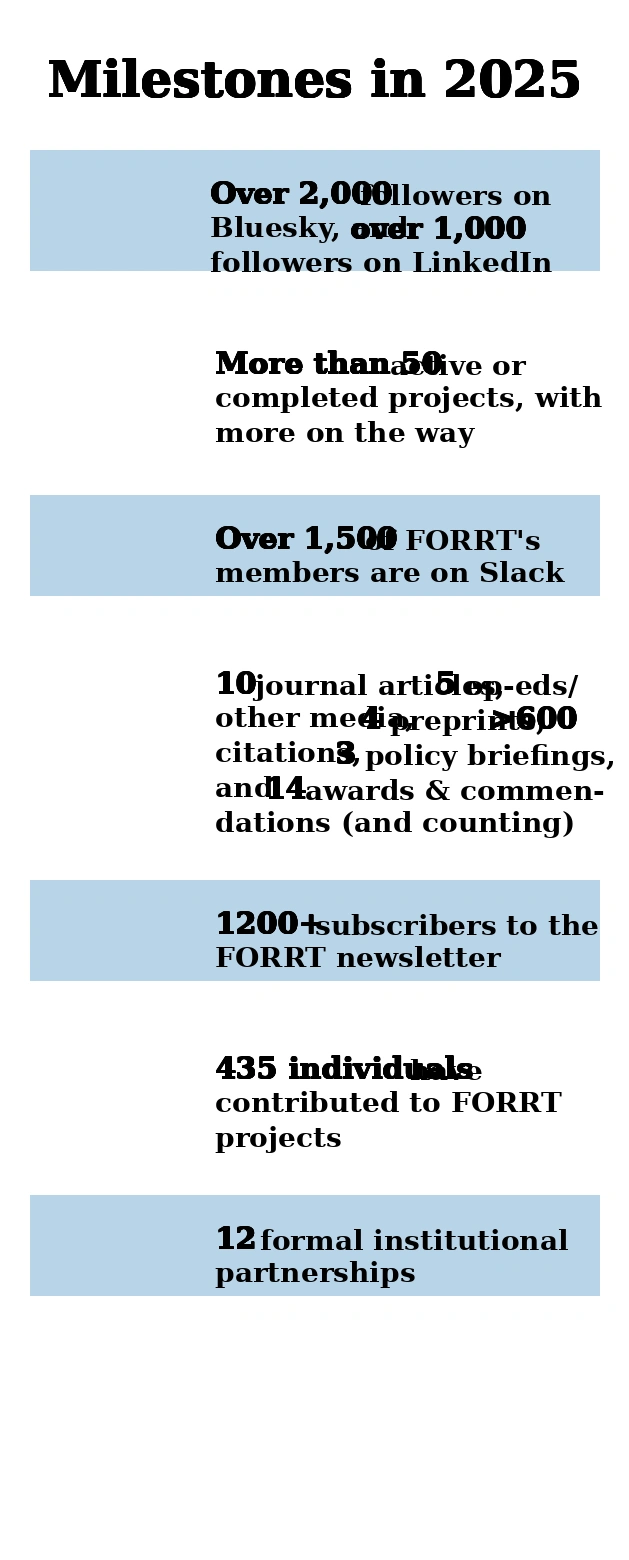 Milestones in 2025
Over 2,000 followers on
Bluesky, and over 1,000
followers on LinkedIn
More than 50 active or
completed projects, with
more on the way
Over 1,500 of FORRT's
members are on Slack
10 journal articles, 5 op-eds/
other media, 4 preprints, >600
citations, 3 policy briefings,
and 14 awards & commen-
dations (and counting)
1200+ subscribers to the
FORRT newsletter
435 individuals have
contributed to FORRT
projects
12 formal institutional
partnerships